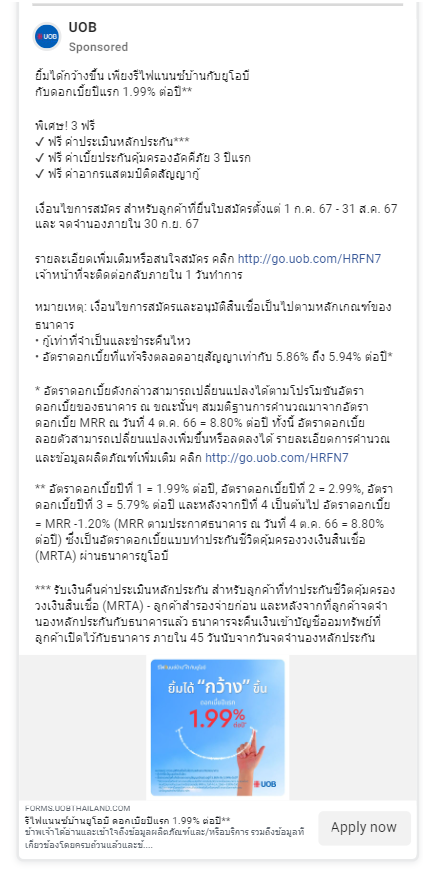 UOB
Sponsored
ยิ้มได้กว้างขึ้น เพียงรีไฟแนนซ์บ้านกับยูโอบี
กับดอกเบี้ยปีแรก 1.99% ต่อปี**
พิเศษ! 3 ฟรี
✓ ฟรี ค่าประเมินหลักประกัน***
✓ ฟรี ค่าเบี้ยประกันคุ้มครองอัคคีภัย 3 ปีแรก
✓ ฟรี ค่าอากรแสตมป์ติดสัญญากู้
เงื่อนไขการสมัคร สำหรับลูกค้าที่ยื่นใบสมัครตั้งแต่ 1 ก.ค. 67 - 31 ส.ค. 67
และ จดจำนองภายใน 30 ก.ย. 67
รายละเอียดเพิ่มเติมหรือสนใจสมัคร คลิก http://go.uob.com/HRFN7
เจ้าหน้าที่จะติดต่อกลับภายใน 1 วันทำการ
หมายเหตุ: เงื่อนไขการสมัครและอนุมัติสินเชื่อเป็นไปตามหลักเกณฑ์ของ
ธนาคาร
• กู้เท่าที่จำเป็นและชำระคืนไหว
• อัตราดอกเบี้ยที่แท้จริงตลอดอายุสัญญาเท่ากับ 5.86% ถึง 5.94% ต่อปี*
* อัตราดอกเบี้ยดังกล่าวสามารถเปลี่ยนแปลงได้ตามโปรโมชันอัตรา
ดอกเบี้ยของธนาคาร ณ ขณะนั้นๆ สมมติฐานการคำนวณมาจากอัตรา
ดอกเบี้ย MRR ณ วันที่ 4 ต.ค. 66 = 8.80% ต่อปี ทั้งนี้ อัตราดอกเบี้ย
ลอยตัวสามารถเปลี่ยนแปลงเพิ่มขึ้นหรือลดลงได้ รายละเอียดการคำนวณ
และข้อมูลผลิตภัณฑ์เพิ่มเติม คลิก http://go.uob.com/HRFN7
** อัตราดอกเบี้ยปีที่ 1 = 1.99% ต่อปี, อัตราดอกเบี้ยปีที่ 2 = 2.99%, อัตรา
ดอกเบี้ยปีที่ 3 = 5.79% ต่อปี และหลังจากปีที่ 4 เป็นต้นไป อัตราดอกเบี้ย
= MRR -1.20% (MRR ตามประกาศธนาคาร ณ วันที่ 4 ต.ค. 66 = 8.80%
ต่อปี) ซึ่งเป็นอัตราดอกเบี้ยแบบทำประกันชีวิตคุ้มครองวงเงินสินเชื่อ
(MRTA) ผ่านธนาคารยูโอบี
*** รับเงินคืนค่าประเมินหลักประกัน สำหรับลูกค้าที่ทำประกันชีวิตคุ้มครอง
วงเงินสินเชื่อ (MRTA) - ลูกค้าสำรองจ่ายก่อน และหลังจากที่ลูกค้าจดจำ
นองหลักประกันกับธนาคารแล้ว ธนาคารจะคืนเงินเข้าบัญชีออมทรัพย์ที่
ลูกค้าเปิดไว้กับธนาคาร ภายใน 45 วันนับจากวันจดจำนองหลักประกัน
ยิ้มได้ “กว้าง” ขึ้น
ดอกเบี้ยปีแรก
1.99%
ต่อปี*
UOB
FORMS.UOBTHAILAND.COM
รีไฟแนนซ์บ้านยูโอบี ดอกเบี้ยปีแรก 1.99% ต่อปี**
ข้าพเจ้าได้อ่านและเข้าใจถึงข้อมูลผลิตภัณฑ์และ/หรือบริการ รวมถึงข้อมูลที่
เกี่ยวข้องโดยครบถ้วนแล้วและข้....
Apply now